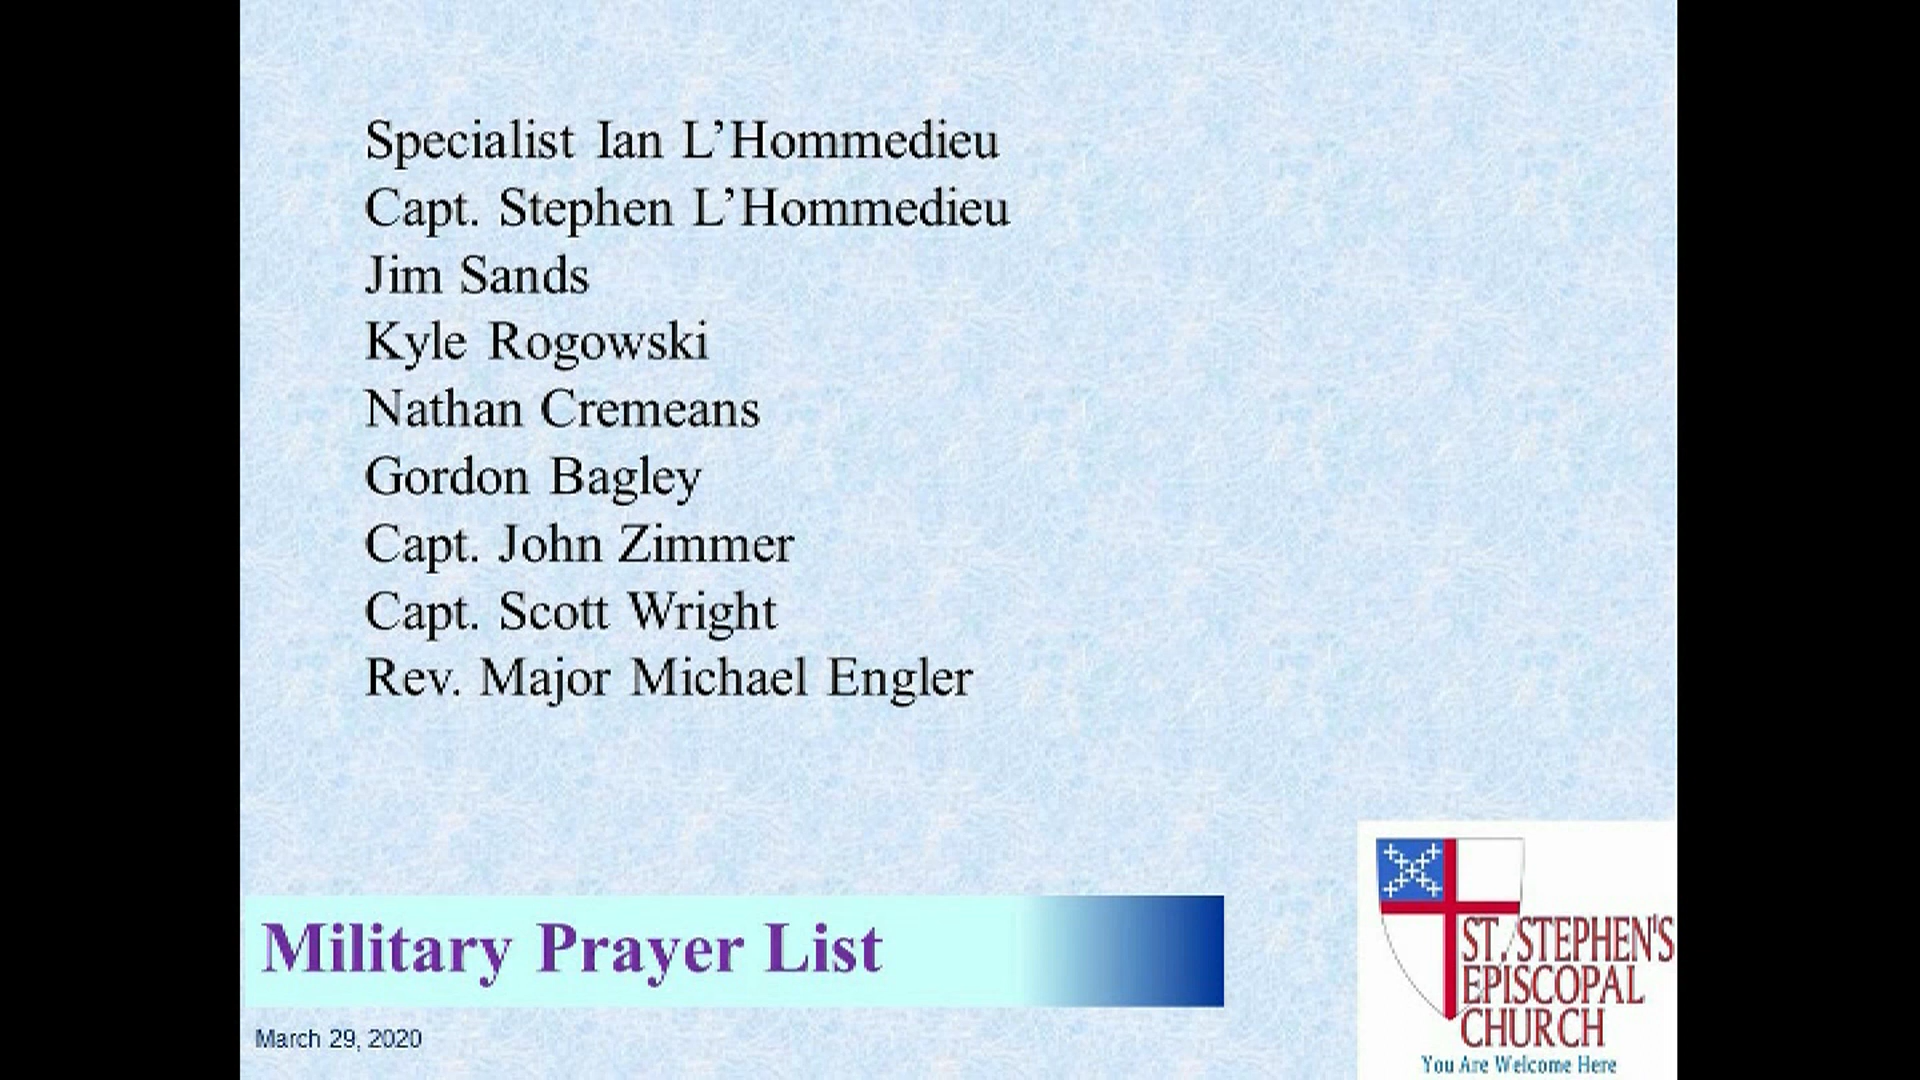 Specialist Ian L’Hommedieu
Capt. Stephen L’Hommedieu
Jim Sands
Kyle Rogowski
Nathan Cremeans
Gordon Bagley
Capt. John Zimmer
Capt. Scott Wright
Rev. Major Michael Engler
Military Prayer List
March 29, 2020
ST. STEPHEN'S
EPISCOPAL
CHURCH
You Are Welcome Here